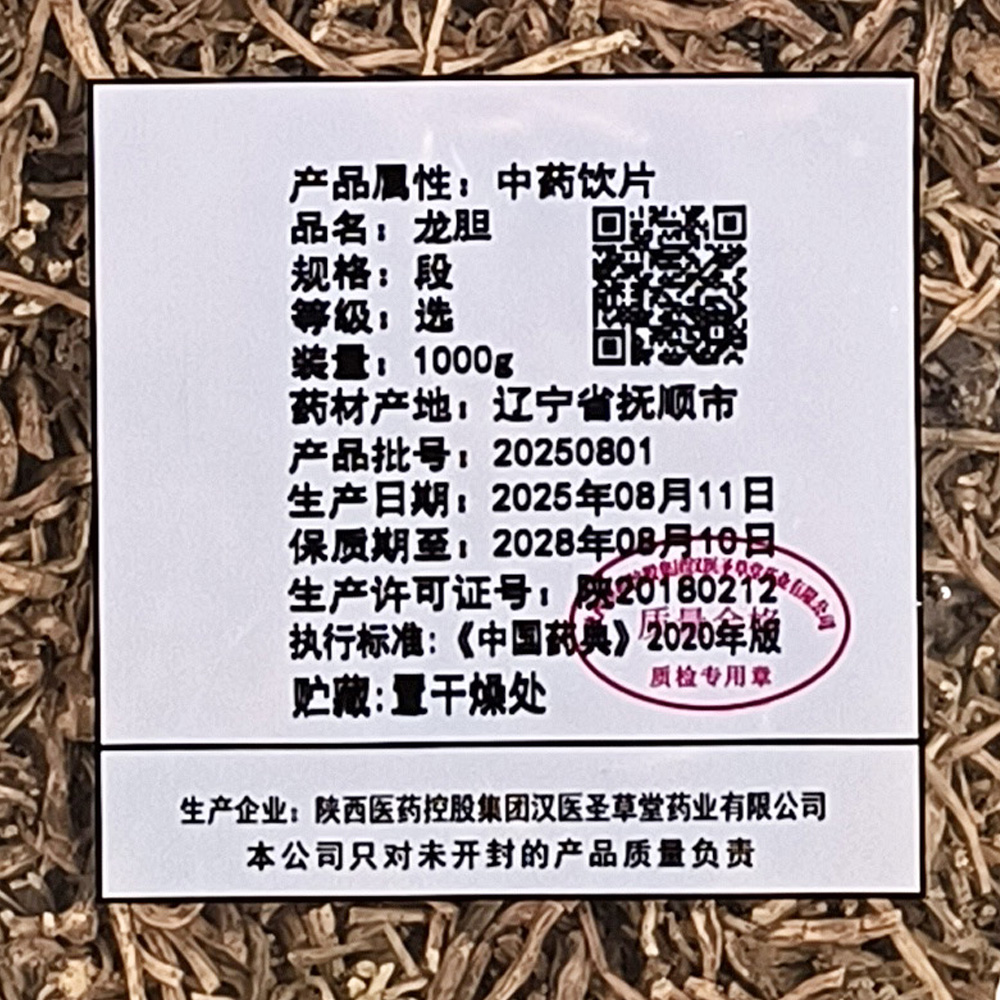 产品属性：中药饮片
品名：龙胆
规格：段
等级：选
装量：1000g
药材产地：辽宁省抚顺市
产品批号：20250801
生产日期：2025年08月11日
保质期至：2028年08月10日
生产许可证号：陕20180212
执行标准:《中国药典》2020年版
贮藏:置干燥处
质量合格
质检专用章
生产企业：陕西医药控股集团汉医圣草堂药业有限公司
本公司只对未开封的产品质量负责